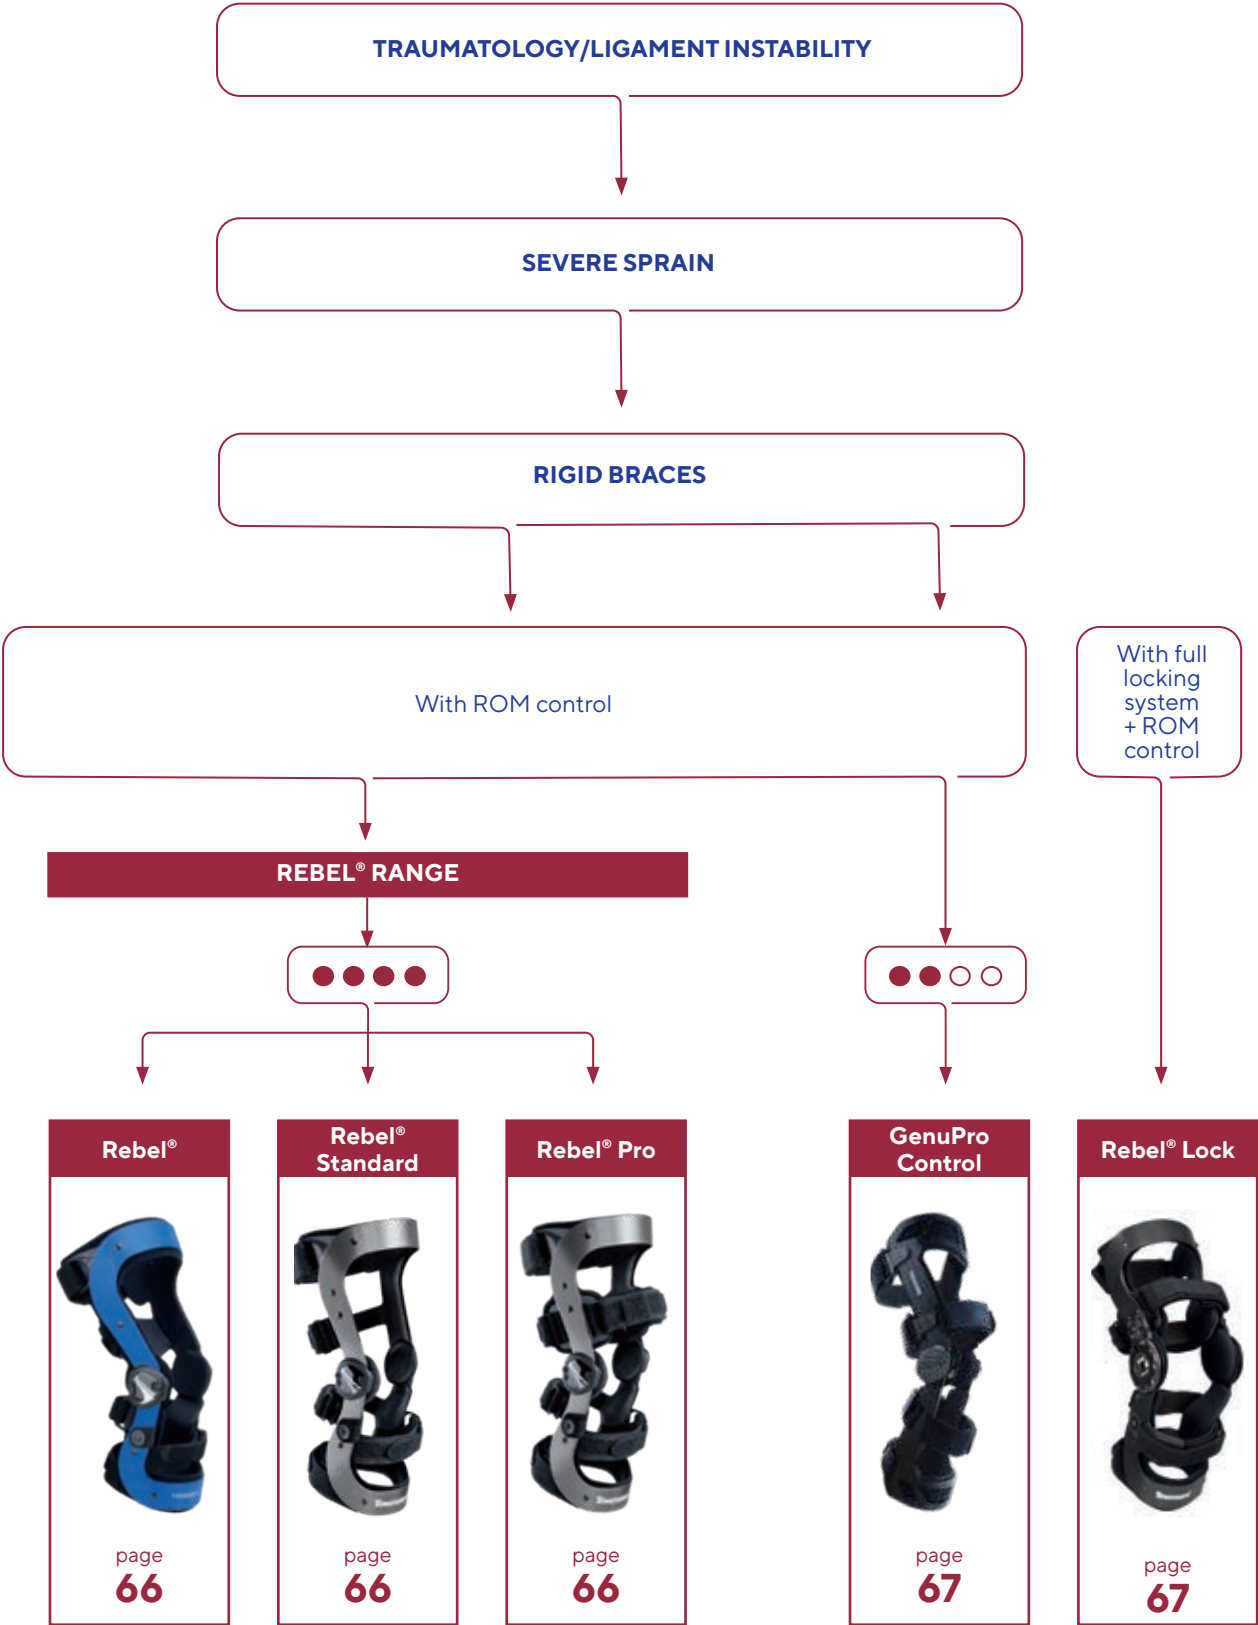 TRAUMATOLOGY/LIGAMENT INSTABILITY
SEVERE SPRAIN
RIGID BRACES
With ROM control
With full
locking
system
+ ROM
control
REBEL® RANGE
Rebel®
Rebel®
Standard
Rebel® Pro
GenuPro
Control
Rebel® Lock
page
66
page
66
page
66
page
67
page
67